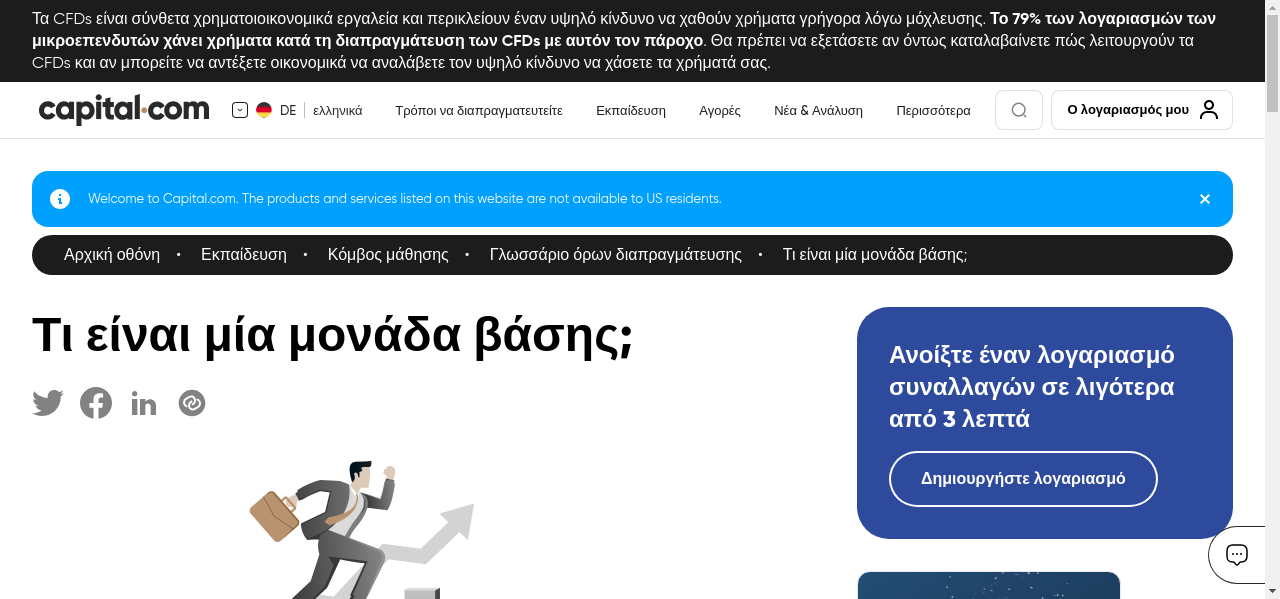 Τα CFDs είναι σύνθετα χρηματοιοικονομικά εργαλεία και περικλείουν έναν υψηλό κίνδυνο να χαθούν χρήματα γρήγορα λόγω μόχλευσης. Το 79% των λογαριασμών των
μικροεπενδυτών χάνει χρήματα κατά τη διαπραγμάτευση των CFDs με αυτόν τον πάροχο. Θα πρέπει να εξετάσετε αν όντως καταλαβαίνετε πώς λειτουργούν τα
CFDs και αν μπορείτε να αντέξετε οικονομικά να αναλάβετε τον υψηλό κίνδυνο να χάσετε τα χρήματά σας.
capital.com
DE
ελληνικά
Τρόποι να διαπραγματευτείτε
Εκπαίδευση
Αγορές
Νέα & Ανάλυση
Περισσότερα
Ο λογαριασμός μου
Welcome to Capital.com. The products and services listed on this website are not available to US residents.
Αρχική οθόνη • Εκπαίδευση • Κόμβος μάθησης • Γλωσσάριο όρων διαπραγμάτευσης • Τι είναι μία μονάδα βάσης;
Τι είναι μία μονάδα βάσης;
Ανοίξτε έναν λογαριασμό
συναλλαγών σε λιγότερα
από 3 λεπτά
Δημιουργήστε λογαριασμό